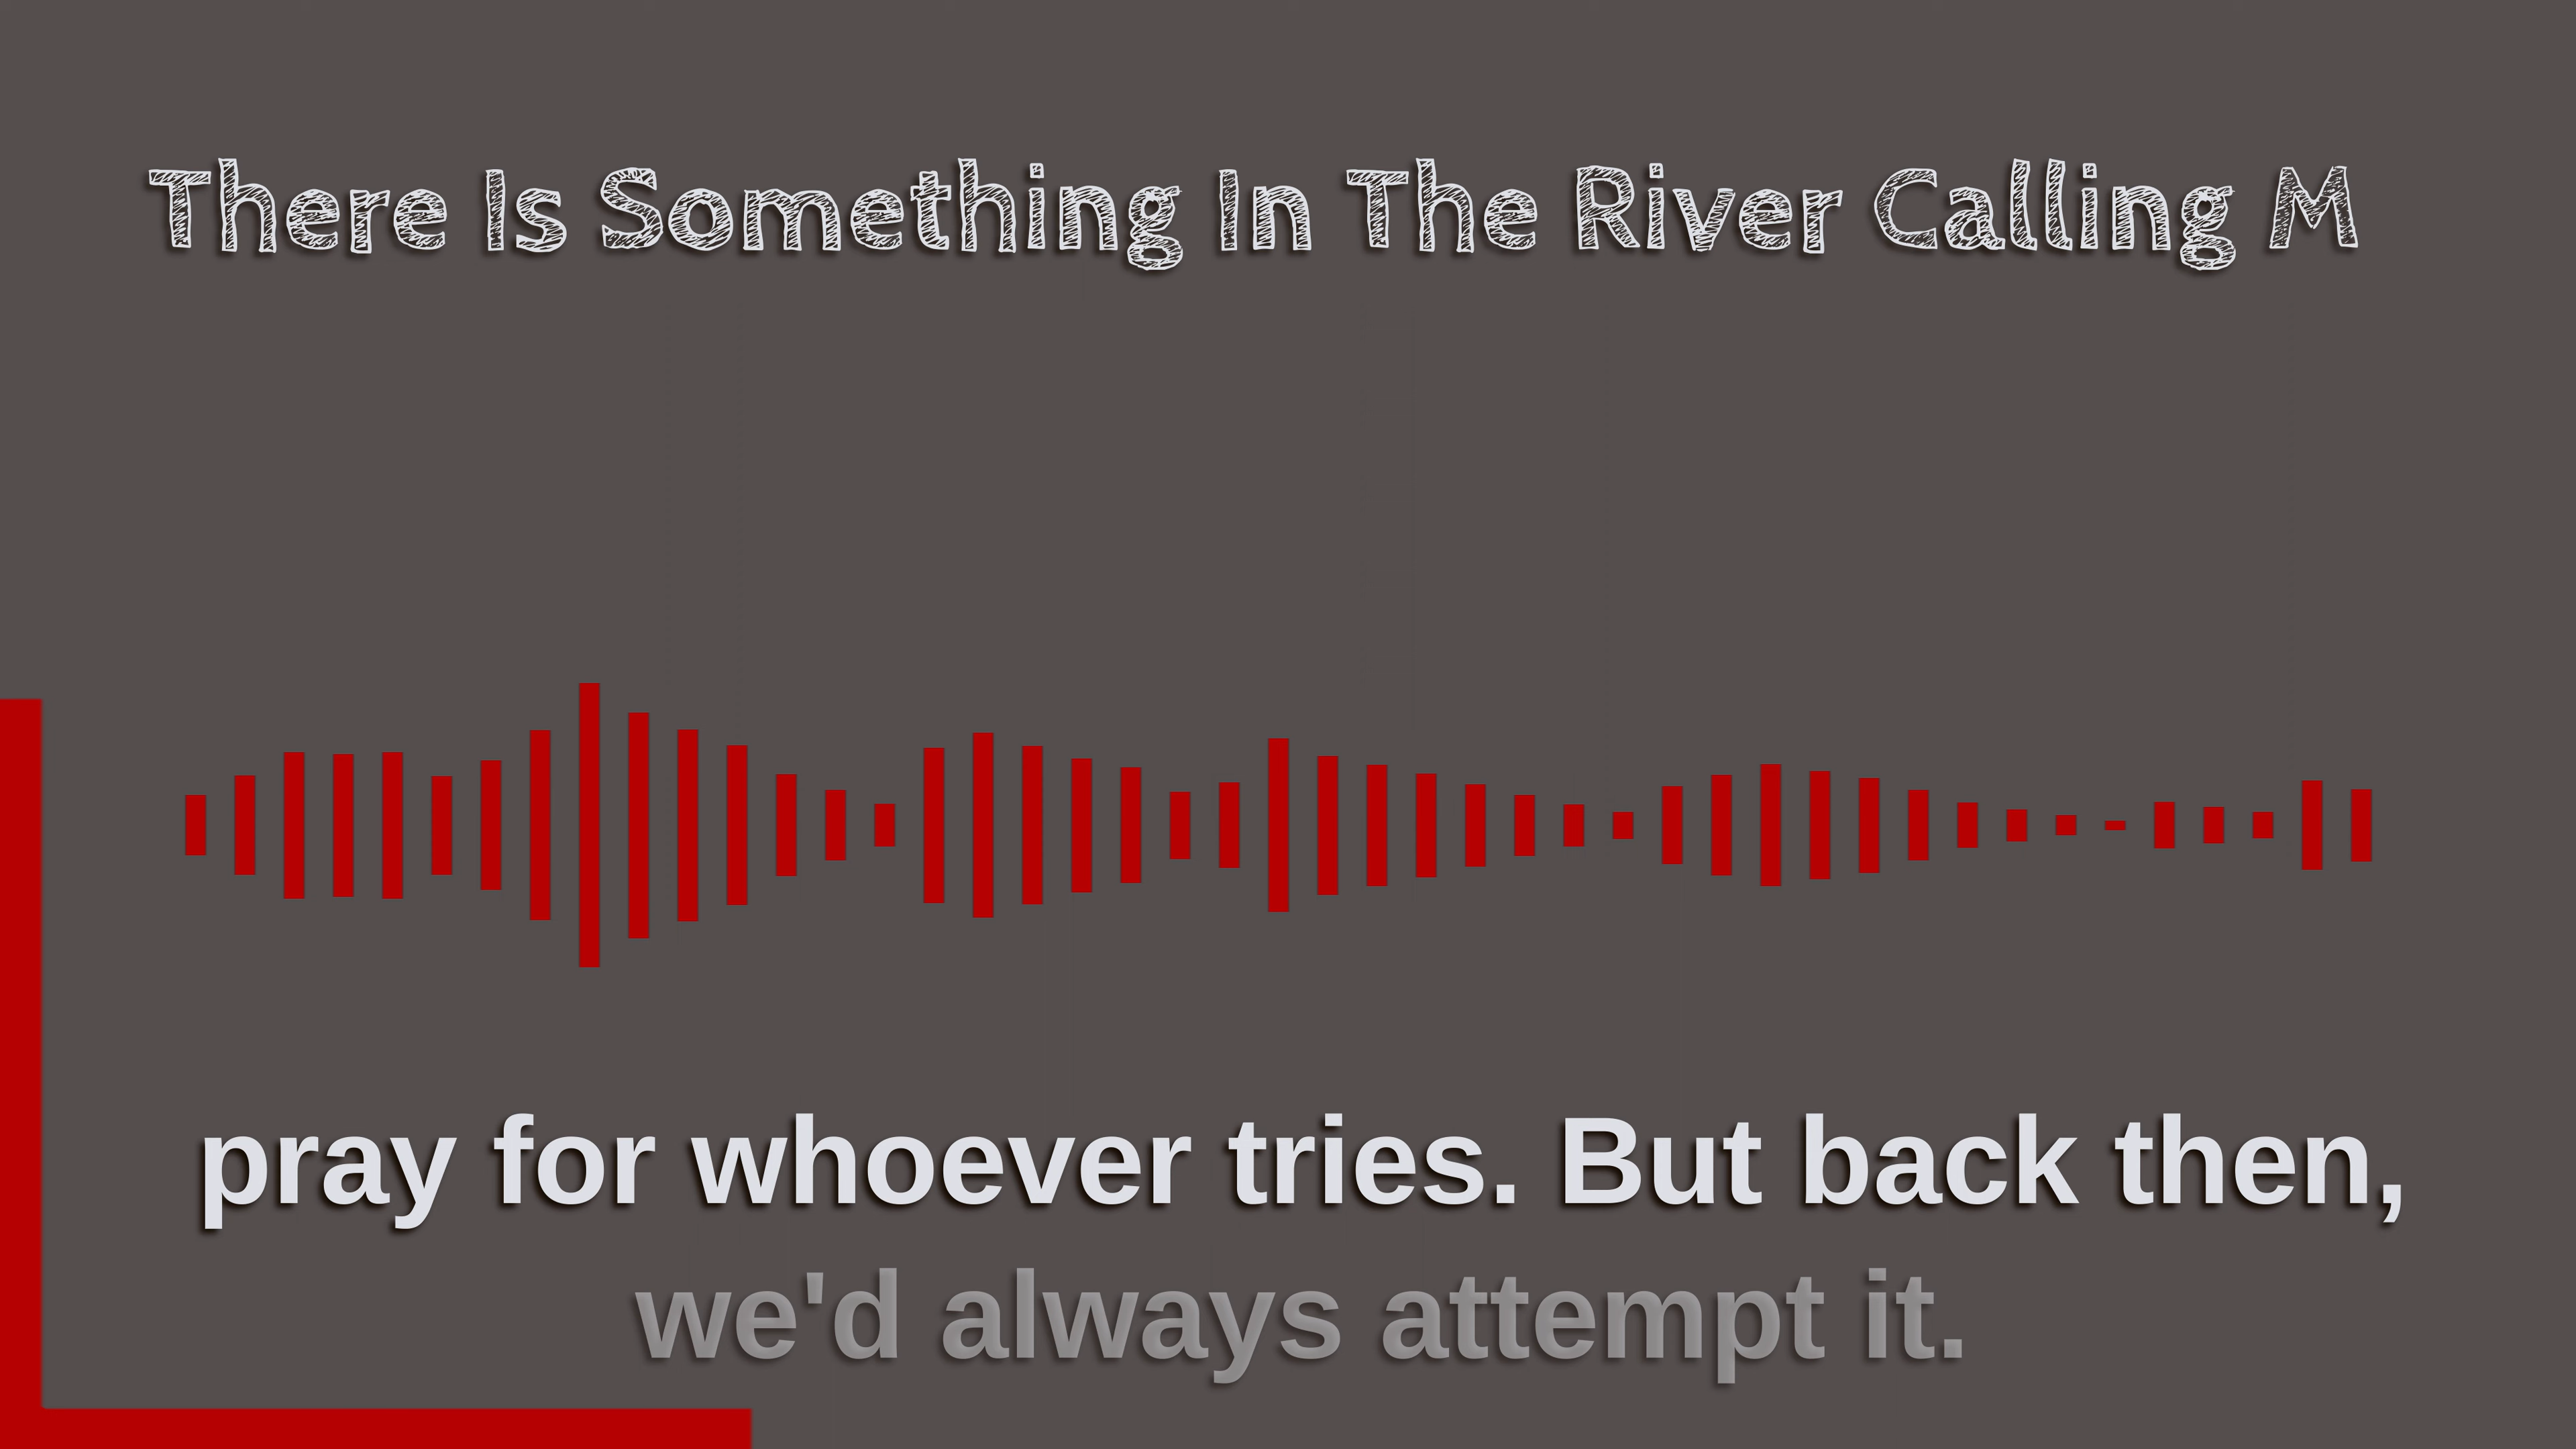 There Is Something In The River Calling M
pray for whoever tries. But back then,
we'd always attempt it.